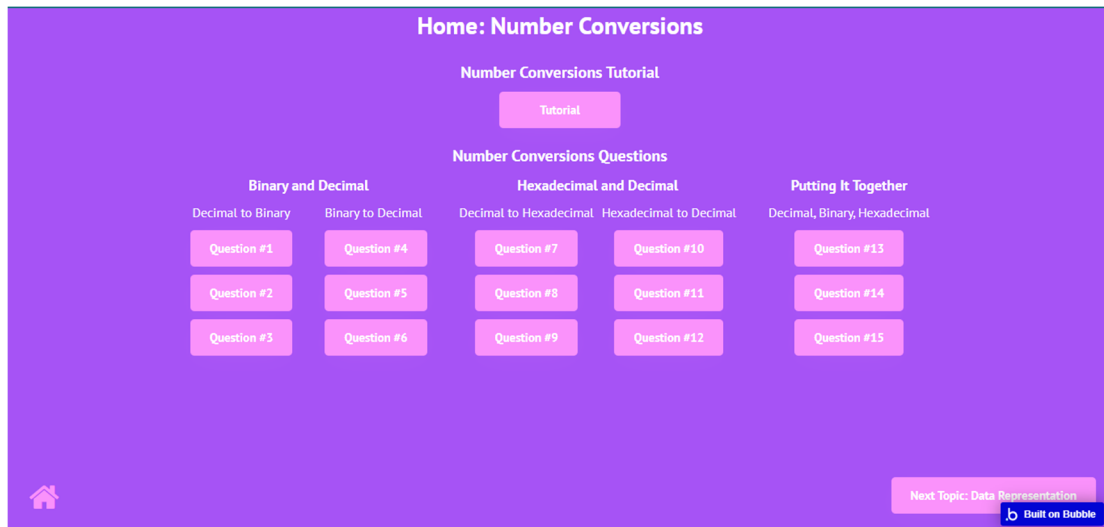 Home: Number Conversions
Number Conversions Tutorial
Tutorial
Number Conversions Questions
Binary and Decimal
Hexadecimal and Decimal
Putting It Together
Decimal to Binary
Binary to Decimal
Decimal to Hexadecimal
Hexadecimal to Decimal
Decimal, Binary, Hexadecimal
Question #1
Question #4
Question #7
Question #10
Question #13
Question #2
Question #5
Question #8
Question #11
Question #14
Question #3
Question #6
Question #9
Question #12
Question #15
Next Topic: Data Representation
.b Built on Bubble